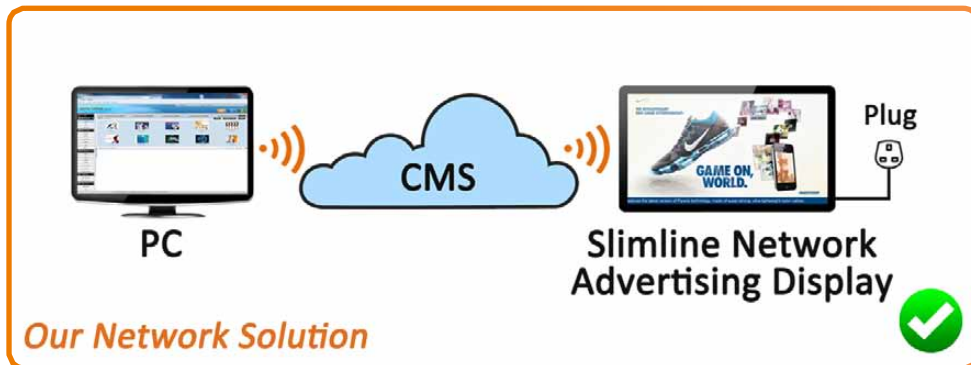 CMS
Plug
GAME ON,
WORLD.
PC
Slimline Network
Advertising Display
Our Network Solution